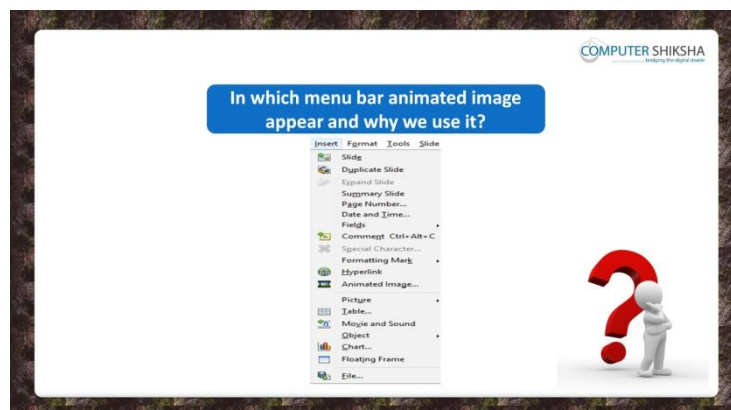 COMPUTER SHIKSHA
bridging the digital divide
In which menu bar animated image
appear and why we use it?
Insert Format Tools Slide
Slide
Duplicate Slide
Expand Slide
Summary Slide
Page Number...
Date and Time...
Fields
Comment Ctrl+Alt+C
Special Character...
Formatting Mark
Hyperlink
Animated Image...
Picture
Table...
Movie and Sound
Object
Chart...
Floating Frame
File...